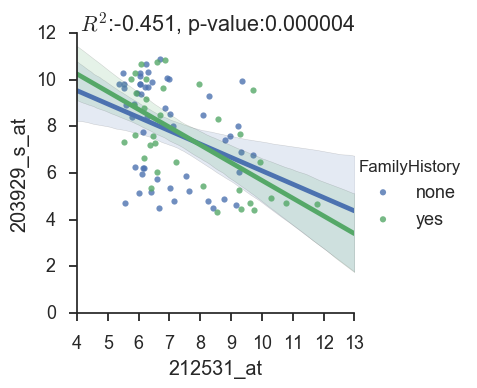 R²:-0.451, p-value:0.000004
12
10
8
6
4
2
0
203929_s_at
4 5 6 7 8 9 10 11 12 13
212531_at
FamilyHistory
none
yes